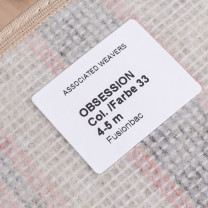 ASSOCIATED WEAVERS
OBSESSION
Col. /Farbe 33
4-5 m
Fusionbac